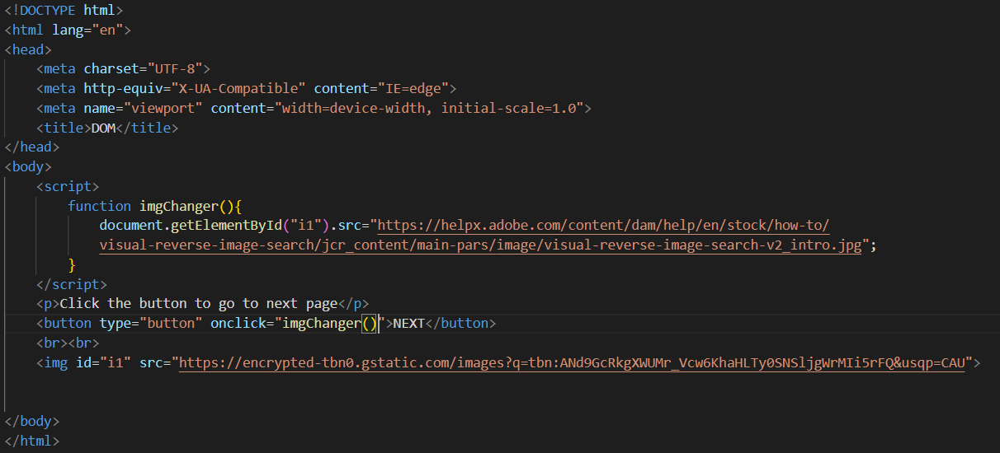 <!DOCTYPE html>
<html lang="en">
<head>
    <meta charset="UTF-8">
    <meta http-equiv="X-UA-Compatible" content="IE=edge">
    <meta name="viewport" content="width=device-width, initial-scale=1.0">
    <title>DOM</title>
</head>
<body>
    <script>
        function imgChanger(){
            document.getElementById("i1").src="https://helpx.adobe.com/content/dam/help/en/stock/how-to/
            visual-reverse-image-search/jcr_content/main-pars/image/visual-reverse-image-search-v2_intro.jpg";
        }
    </script>
    <p>Click the button to go to next page</p>
    <button type="button" onclick="imgChanger()">NEXT</button>
    <br><br>
    <img id="i1" src="https://encrypted-tbn0.gstatic.com/images?q=tbn:ANd9GcRkgXWUMr_Vcw6KhaHLTy0SNSljgWrMIi5rFQ&usqp=CAU">
</body>
</html>